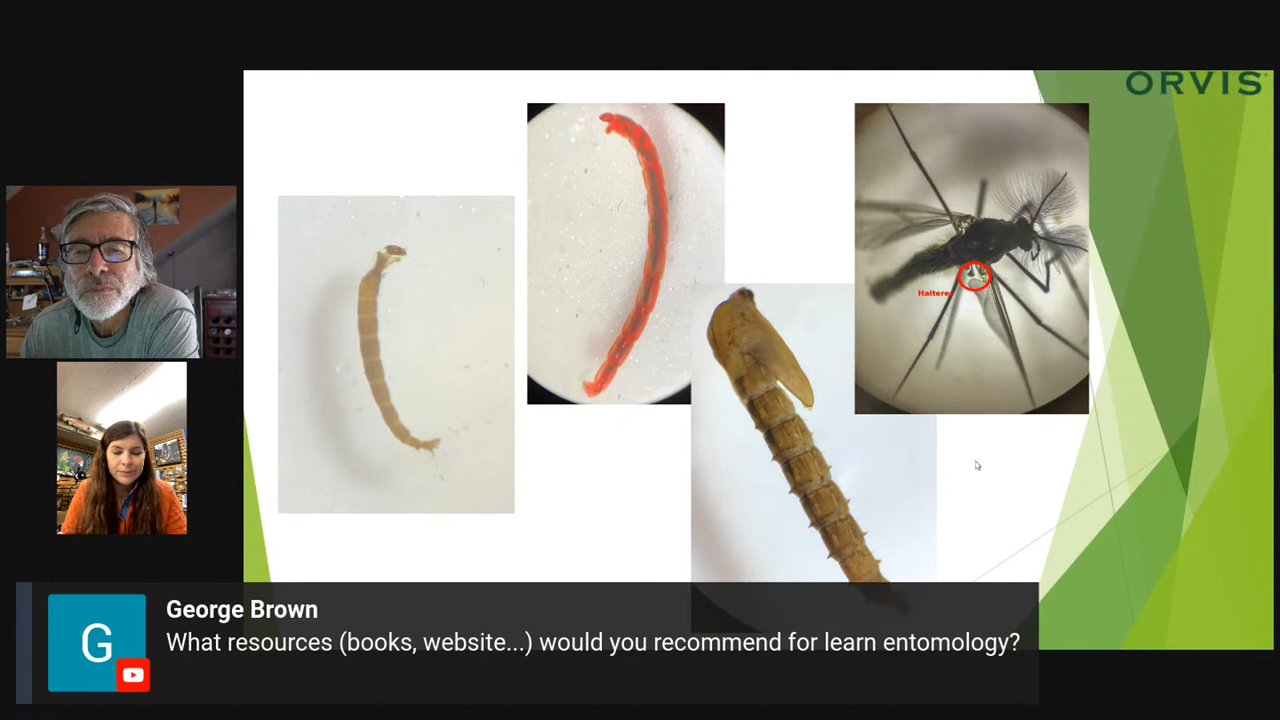 ORVIS
Haltere
G
George Brown
What resources (books, website...) would you recommend for learn entomology?